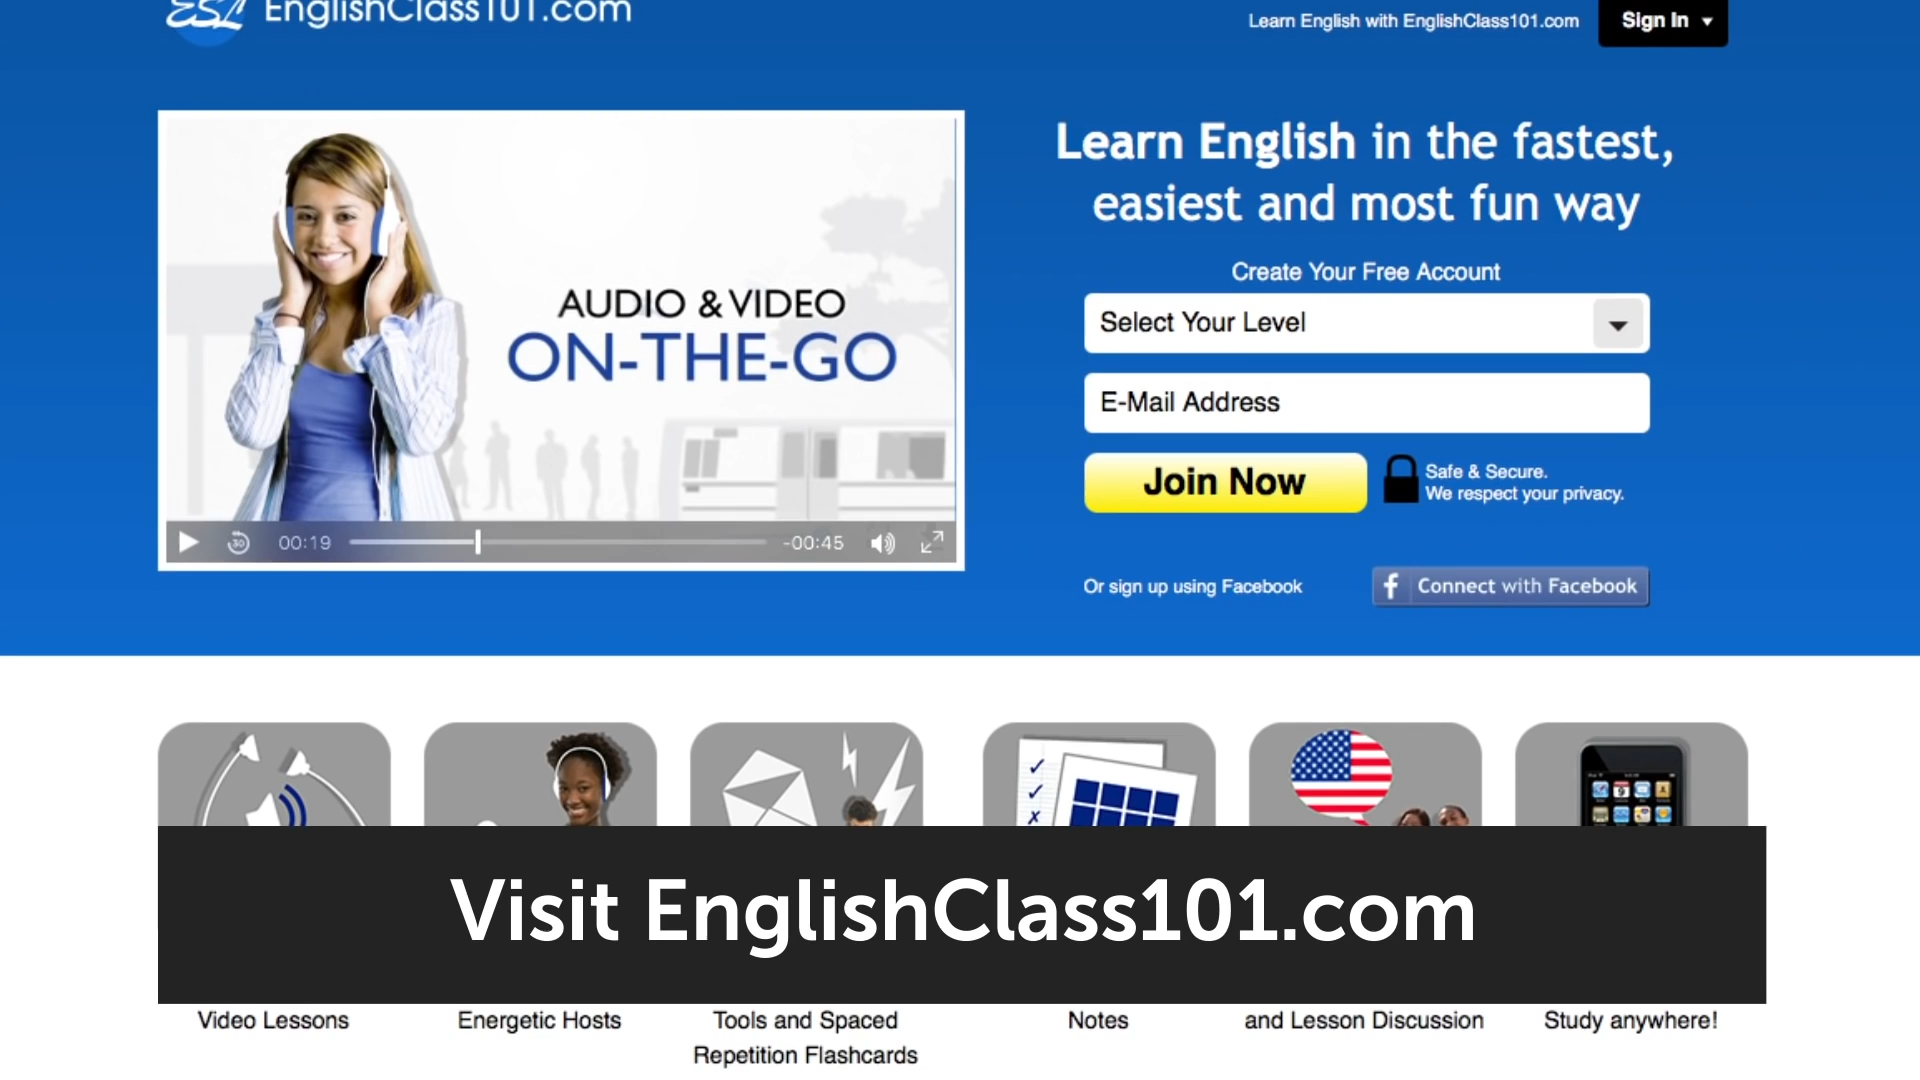 ESL EnglishClass101.com
Learn English with EnglishClass101.com
Sign In
AUDIO & VIDEO
ON-THE-GO
00:19
-00:45
30
Learn English in the fastest,
easiest and most fun way
Create Your Free Account
Select Your Level
E-Mail Address
Join Now
Safe & Secure.
We respect your privacy.
Or sign up using Facebook
f Connect with Facebook
Visit EnglishClass101.com
Video Lessons
Energetic Hosts
Tools and Spaced
Repetition Flashcards
Notes
and Lesson Discussion
Study anywhere!